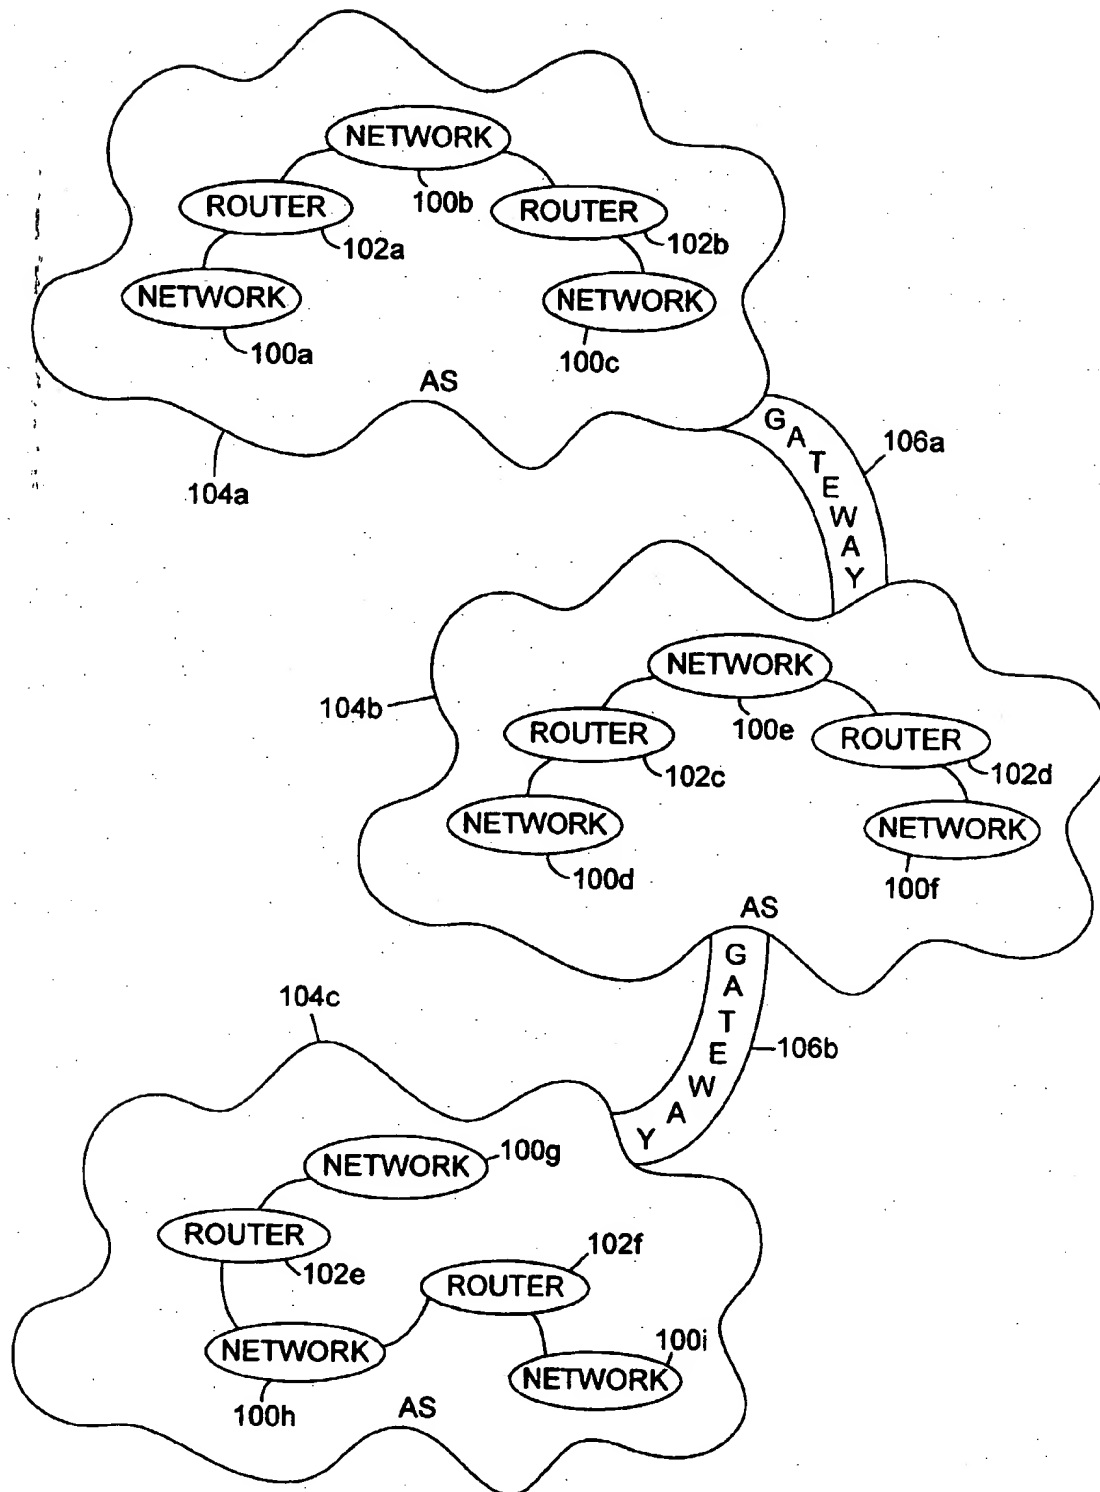 NETWORK
100b
ROUTER
102a
ROUTER
102b
NETWORK
100a
NETWORK
100c
AS
104a
GATEWAY
106a
NETWORK
100e
104b
ROUTER
102c
ROUTER
102d
NETWORK
100d
NETWORK
100f
AS
GATEWAY
106b
104c
NETWORK
100g
ROUTER
102e
ROUTER
102f
NETWORK
100h
NETWORK
100i
AS